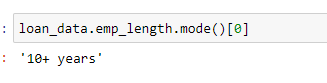 : loan_data.emp_length.mode()[0]
: '10+ years'